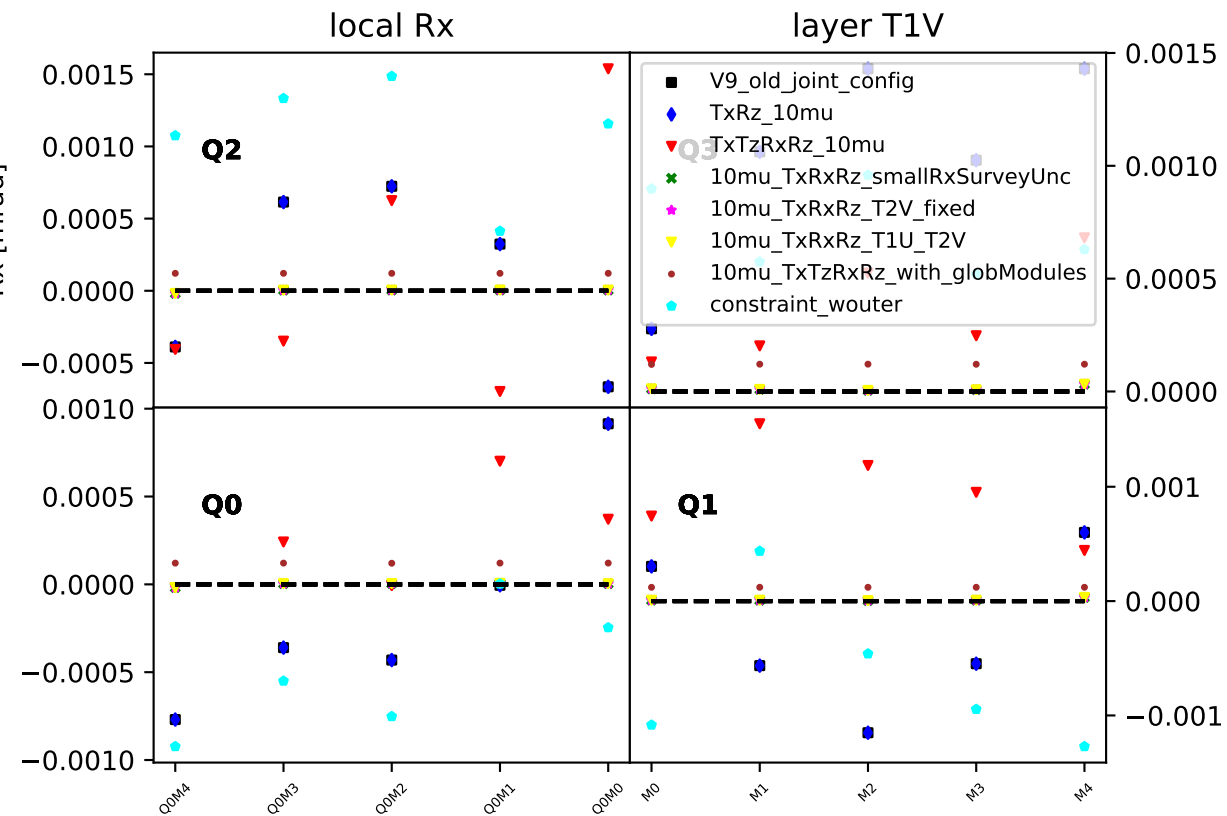 local Rx
layer T1V
Rx [mrad]
0.0015
0.0010
0.0005
0.0000
−0.0005
Q2
Q3
V9_old_joint_config
TxRz_10mu
TxTzRxRz_10mu
10mu_TxRxRz_smallRxSurveyUnc
10mu_TxRxRz_T2V_fixed
10mu_TxRxRz_T1U_T2V
10mu_TxTzRxRz_with_globModules
constraint_wouter
0.0015
0.0010
0.0005
0.0000
0.0010
0.0005
0.0000
−0.0005
−0.0010
Q0
Q1
0.001
0.000
−0.001
Q0M4
Q0M3
Q0M2
Q0M1
Q0M0
M0
M1
M2
M3
M4